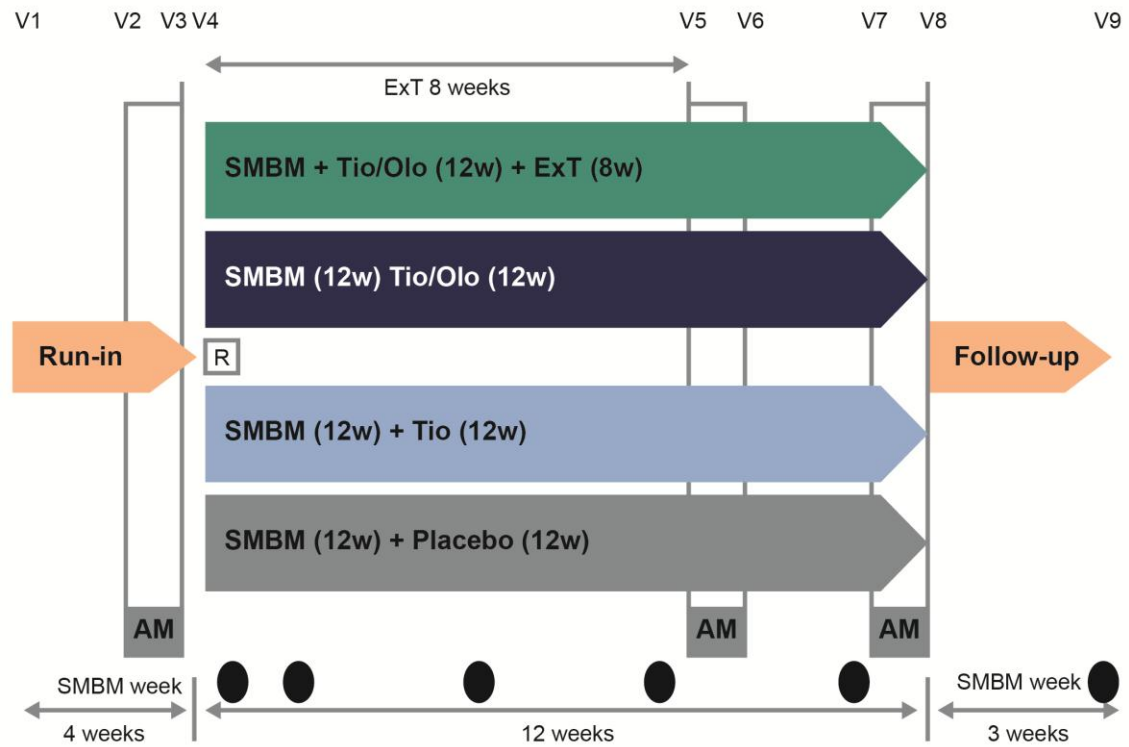 V1 V2 V3 V4 V5 V6 V7 V8 V9
ExT 8 weeks
SMBM + Tio/Olo (12w) + ExT (8w)
SMBM (12w) Tio/Olo (12w)
Run-in
R
Follow-up
SMBM (12w) + Tio (12w)
SMBM (12w) + Placebo (12w)
AM AM AM
SMBM week SMBM week
4 weeks 12 weeks 3 weeks